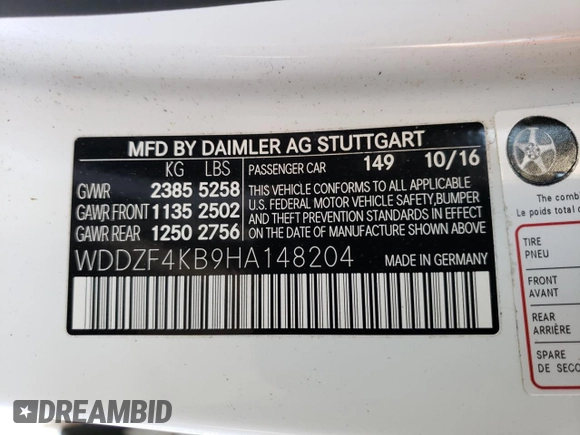 MFD BY DAIMLER AG STUTTGART
KG LBS
PASSENGER CAR 149 10/16
GVWR 2385 5258
GAWR FRONT 1135 2502
GAWR REAR 1250 2756
THIS VEHICLE CONFORMS TO ALL APPLICABLE
U.S. FEDERAL MOTOR VEHICLE SAFETY,BUMPER
AND THEFT PREVENTION STANDARDS IN EFFECT
ON THE DATE OF MANUFACTURE SHOWN ABOVE.
WDDZF4KB9HA148204 MADE IN GERMANY
The comb
Le poids total
TIRE
PNEU
FRONT
AVANT
REAR
ARRIÈRE
SPARE
DE SECO
DREAMBID